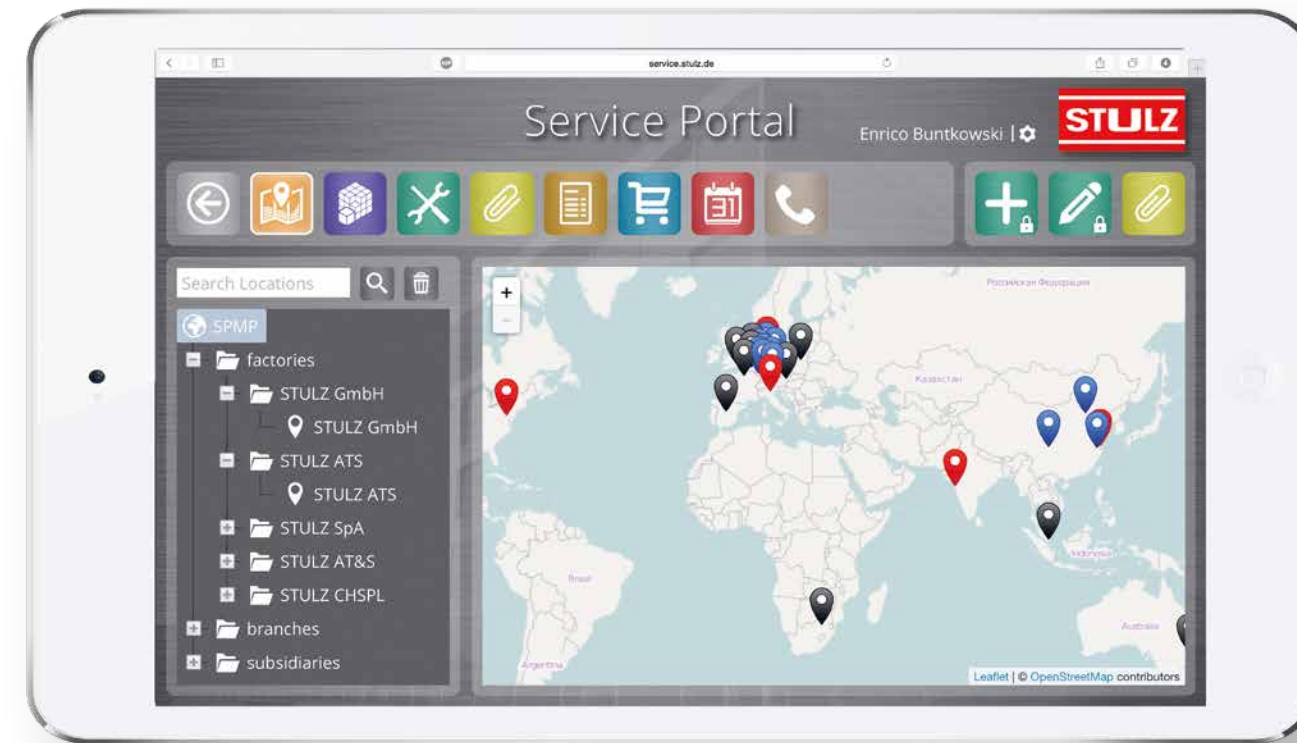 service.stulz.de
Service Portal
Enrico Buntkowski |
STULZ
31
Search Locations
SPMP
factories
STULZ GmbH
STULZ GmbH
STULZ ATS
STULZ ATS
STULZ SpA
STULZ AT&S
STULZ CHSPL
branches
subsidiaries
+
−
Российская Федерация
Казахстан
Indonesia
Brasil
Australia
Argentina
Leaflet | © OpenStreetMap contributors